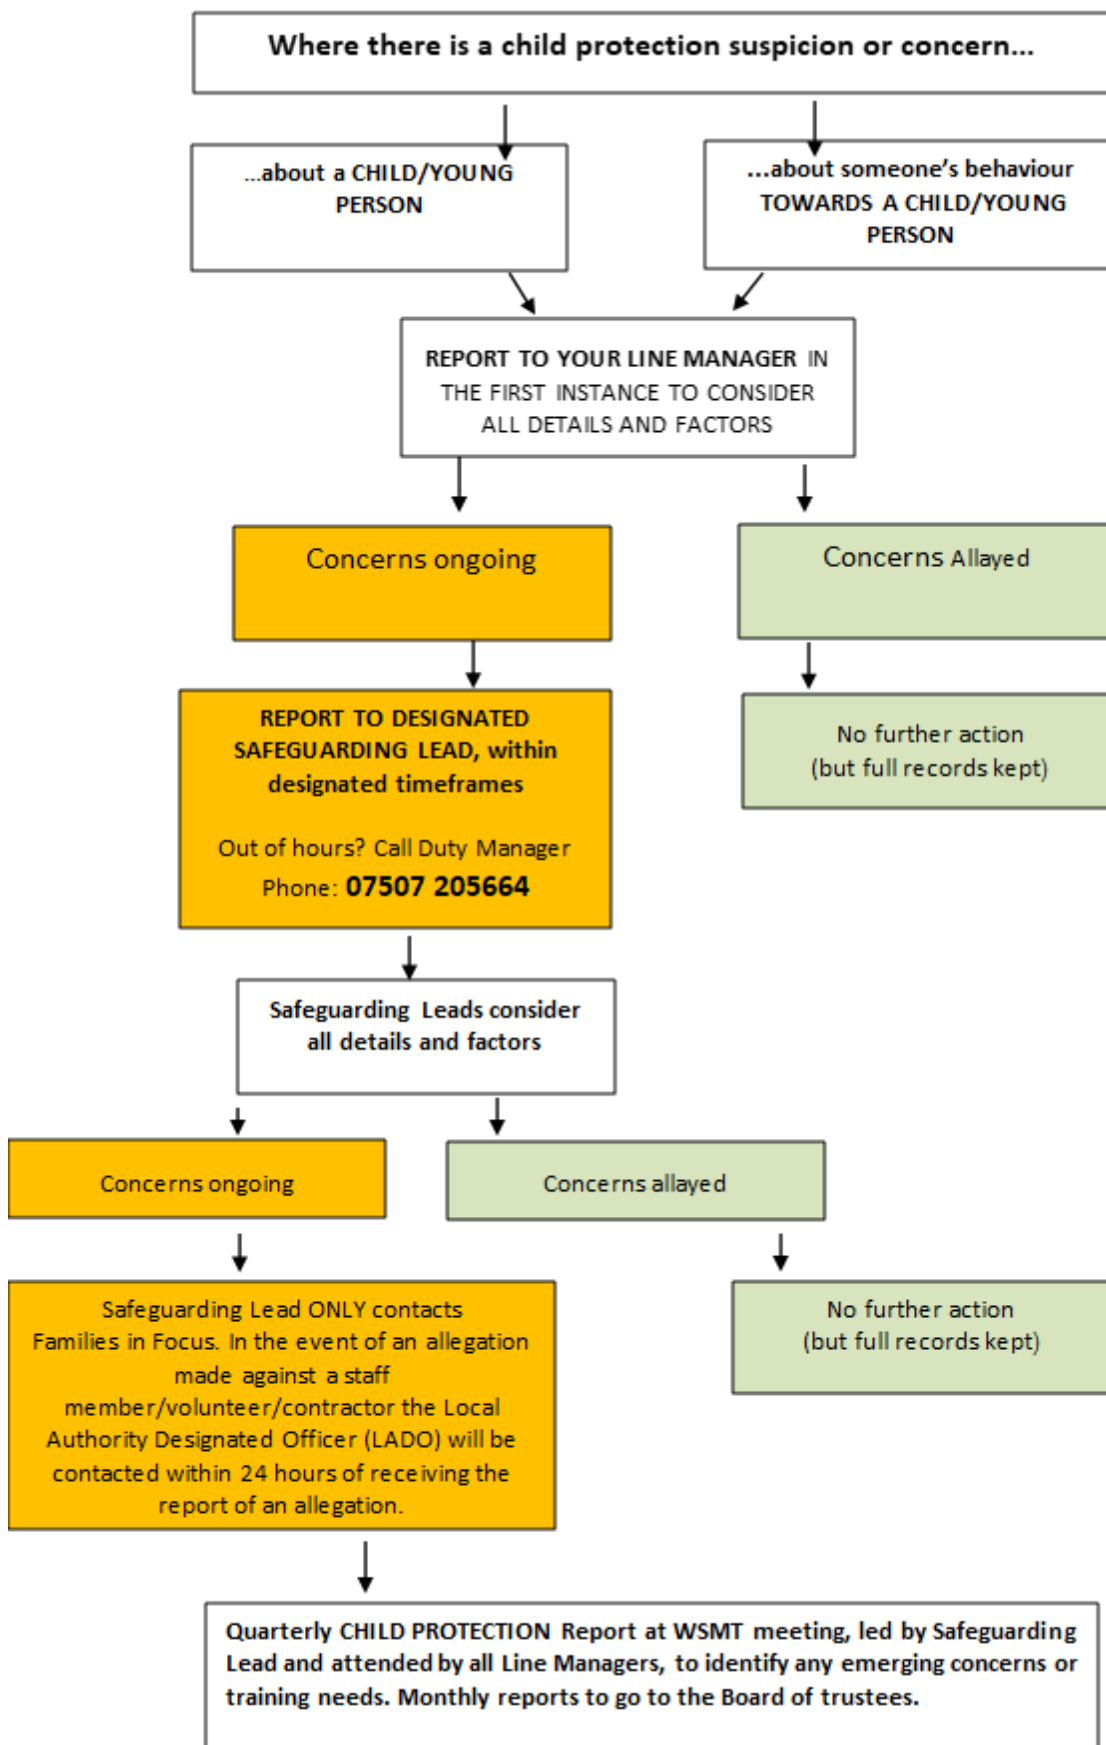 Where there is a child protection suspicion or concern...
...about a CHILD/YOUNG
PERSON
...about someone's behaviour
TOWARDS A CHILD/YOUNG
PERSON
REPORT TO YOUR LINE MANAGER IN
THE FIRST INSTANCE TO CONSIDER
ALL DETAILS AND FACTORS
Concerns ongoing
Concerns Allayed
REPORT TO DESIGNATED
SAFEGUARDING LEAD, within
designated timeframes
Out of hours? Call Duty Manager
Phone: 07507 205664
No further action
(but full records kept)
Safeguarding Leads consider
all details and factors
Concerns ongoing
Concerns allayed
Safeguarding Lead ONLY contacts
Families in Focus. In the event of an allegation
made against a staff
member/volunteer/contractor the Local
Authority Designated Officer (LADO) will be
contacted within 24 hours of receiving the
report of an allegation.
No further action
(but full records kept)
Quarterly CHILD PROTECTION Report at WSMT meeting, led by Safeguarding
Lead and attended by all Line Managers, to identify any emerging concerns or
training needs. Monthly reports to go to the Board of trustees.